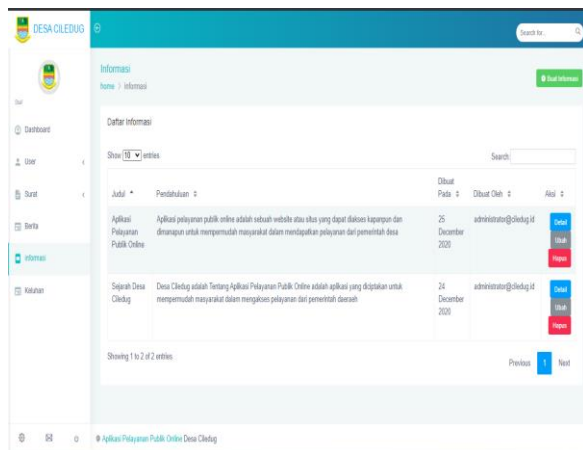 DESA CILEDUG
Search for..
Informasi
home > Informasi
Buat Informasi
Dashboard
User
Surat
Berita
Informasi
Keluhan
Daftar Informasi
Show 10 entries
Search:
Judul Pendahuluan Dibuat Pada Dibuat Oleh Aksi
Aplikasi Pelayanan Publik Online
Aplikasi pelayanan publik online adalah sebuah website atau situs yang dapat diakses kapanpun dan
dimanapun untuk mempermudah masyarakat dalam mendapatkan pelayanan dari pemerintah desa
25 December 2020
administrator@ciledug.id
Detail
Ubah
Hapus
Sejarah Desa Ciledug
Desa Ciledug adalah Tentang Aplikasi Pelayanan Publik Online adalah aplikasi yang diciptakan untuk
mempermudah masyarakat dalam mengakses pelayanan dari pemerintah daeraeh
24 December 2020
administrator@ciledug.id
Detail
Ubah
Hapus
Showing 1 to 2 of 2 entries
Previous 1 Next
© Aplikasi Pelayanan Publik Online Desa Ciledug